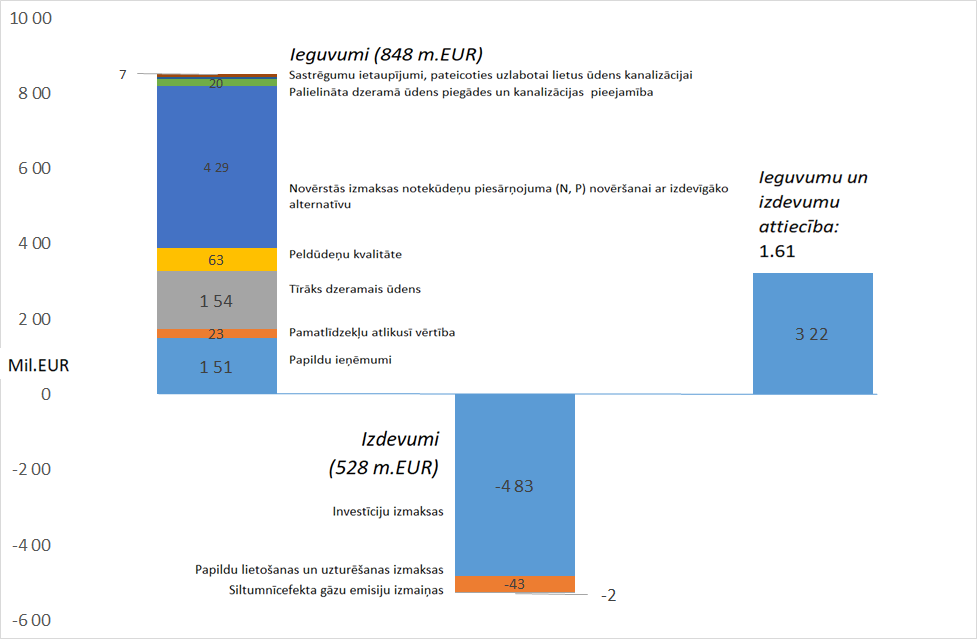 10 00
8 00
6 00
4 00
2 00
Mil.EUR
0
-2 00
-4 00
-6 00
Ieguvumi (848 m.EUR)
7
Sastrēgumu ietaupījumi, pateicoties uzlabotai lietus ūdens kanalizācijai
20
Palielināta dzeramā ūdens piegādes un kanalizācijas pieejamība
4 29
Novērstās izmaksas notekūdeņu piesārņojuma (N, P) novēršanai ar izdevīgāko
alternatīvu
63
Peldūdeņu kvalitāte
1 54
Tīrāks dzeramais ūdens
23
Pamatlīdzekļu atlikusī vērtība
1 51
Papildu ieņēmumi
Izdevumi
(528 m.EUR)
-4 83
Investīciju izmaksas
Papildu lietošanas un uzturēšanas izmaksas
-43
Siltumnīcefekta gāzu emisiju izmaiņas
-2
Ieguvumu un
izdevumu
attiecība:
1.61
3 22